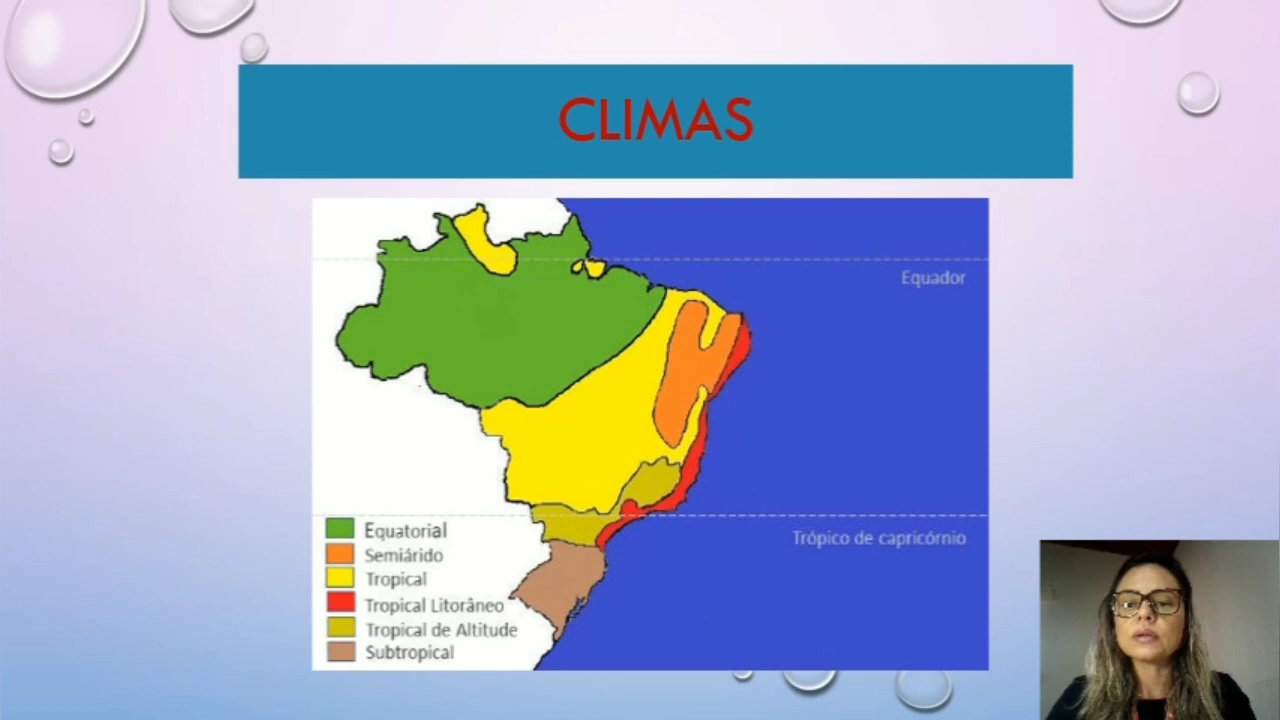 CLIMAS
Equador
Trópico de capricórnio
Equatorial
Semiárido
Tropical
Tropical Litorâneo
Tropical de Altitude
Subtropical